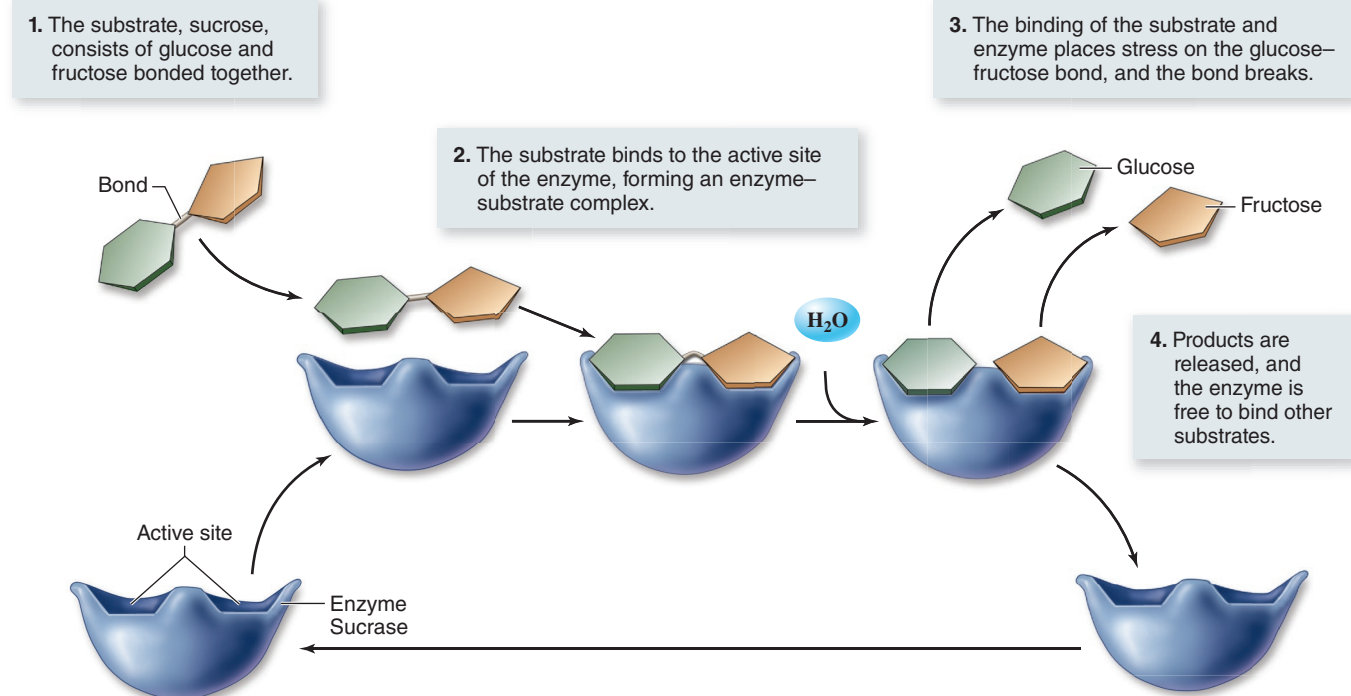 1. The substrate, sucrose,
consists of glucose and
fructose bonded together.
3. The binding of the substrate and
enzyme places stress on the glucose–
fructose bond, and the bond breaks.
2. The substrate binds to the active site
of the enzyme, forming an enzyme–
substrate complex.
Bond
Glucose
Fructose
H₂O
4. Products are
released, and
the enzyme is
free to bind other
substrates.
Active site
Enzyme
Sucrase